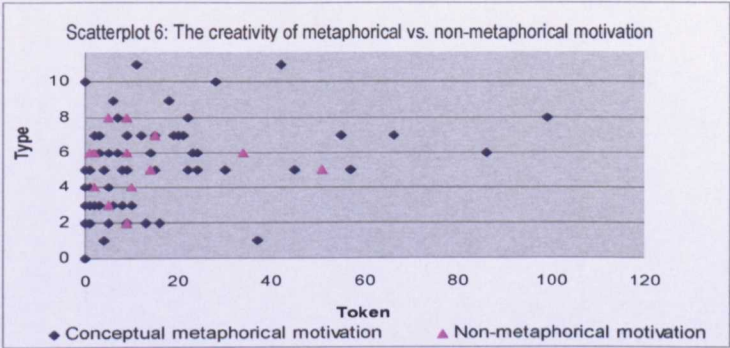 Scatterplot 6: The creativity of metaphorical vs. non-metaphorical motivation
10
8
6
4
2
0
Type
0 20 40 60 80 100 120
Token
Conceptual metaphorical motivation Non-metaphorical motivation